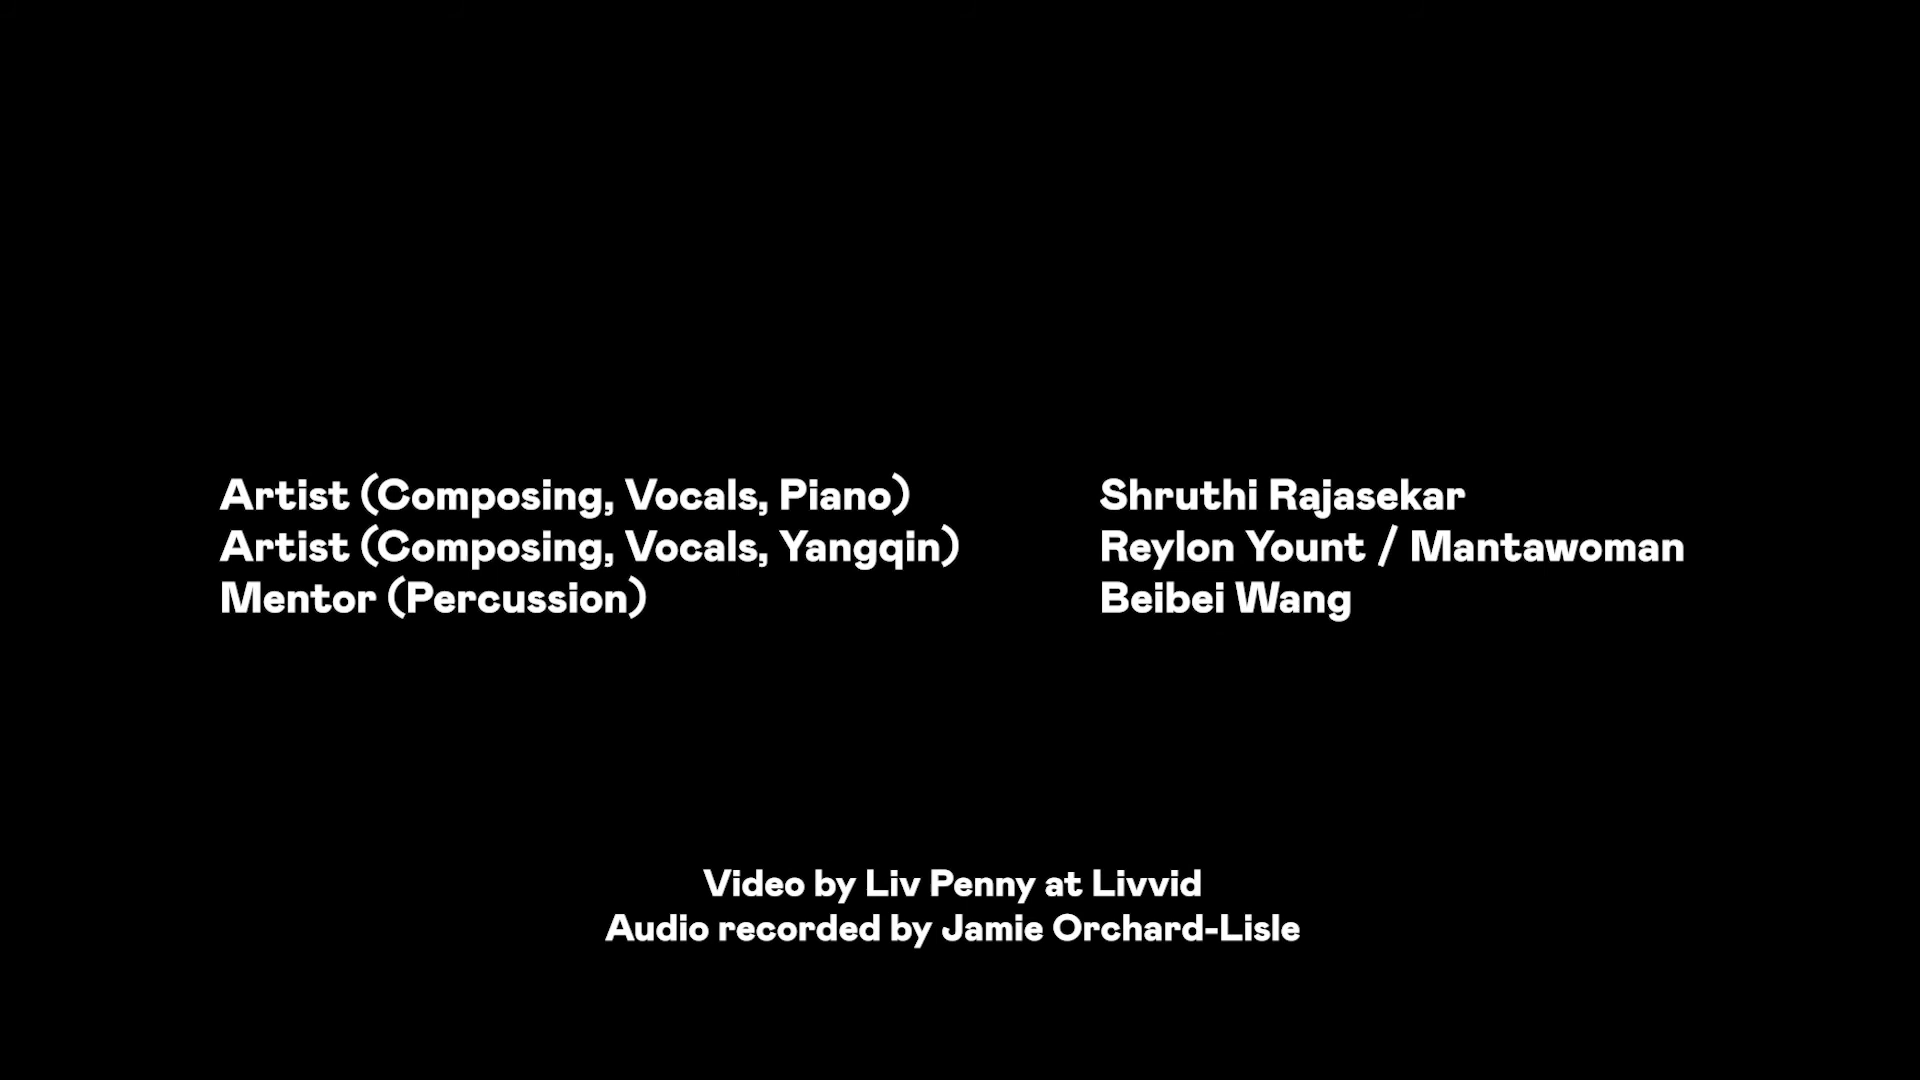 Artist (Composing, Vocals, Piano) Shruthi Rajasekar
Artist (Composing, Vocals, Yangqin) Reylon Yount / Mantawoman
Mentor (Percussion) Beibei Wang
Video by Liv Penny at Livvid
Audio recorded by Jamie Orchard-Lisle